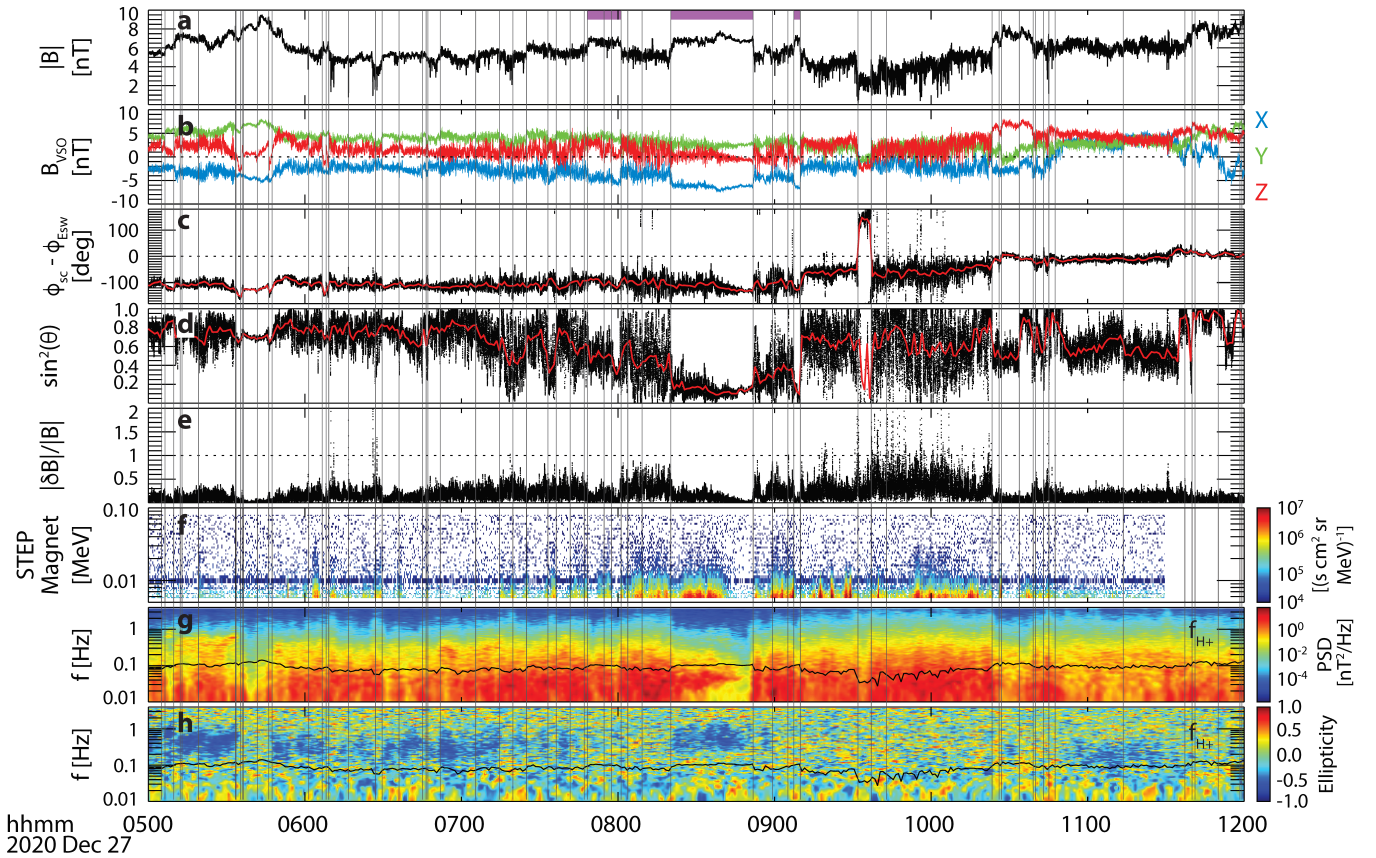 a
|B|
[nT]
10
8
6
4
2
b
B_VSO
[nT]
10
5
0
-5
-10
X
Y
Z
c
ϕ_sc - ϕ_Esw
[deg]
100
0
-100
d
sin²(θ)
1.0
0.8
0.6
0.4
0.2
e
|δB|/|B|
2
1.5
1
0.5
f
STEP
Magnet
[MeV]
0.10
0.01
10⁷
10⁶
10⁵
10⁴
[(s cm² sr
MeV)⁻¹]
g
f [Hz]
1
0.1
0.01
f_H+
10⁰
10⁻²
10⁻⁴
PSD
[nT²/Hz]
h
f [Hz]
1
0.1
0.01
f_H+
1.0
0.5
0.0
-0.5
-1.0
Ellipticity
hhmm 0500 0600 0700 0800 0900 1000 1100 1200
2020 Dec 27